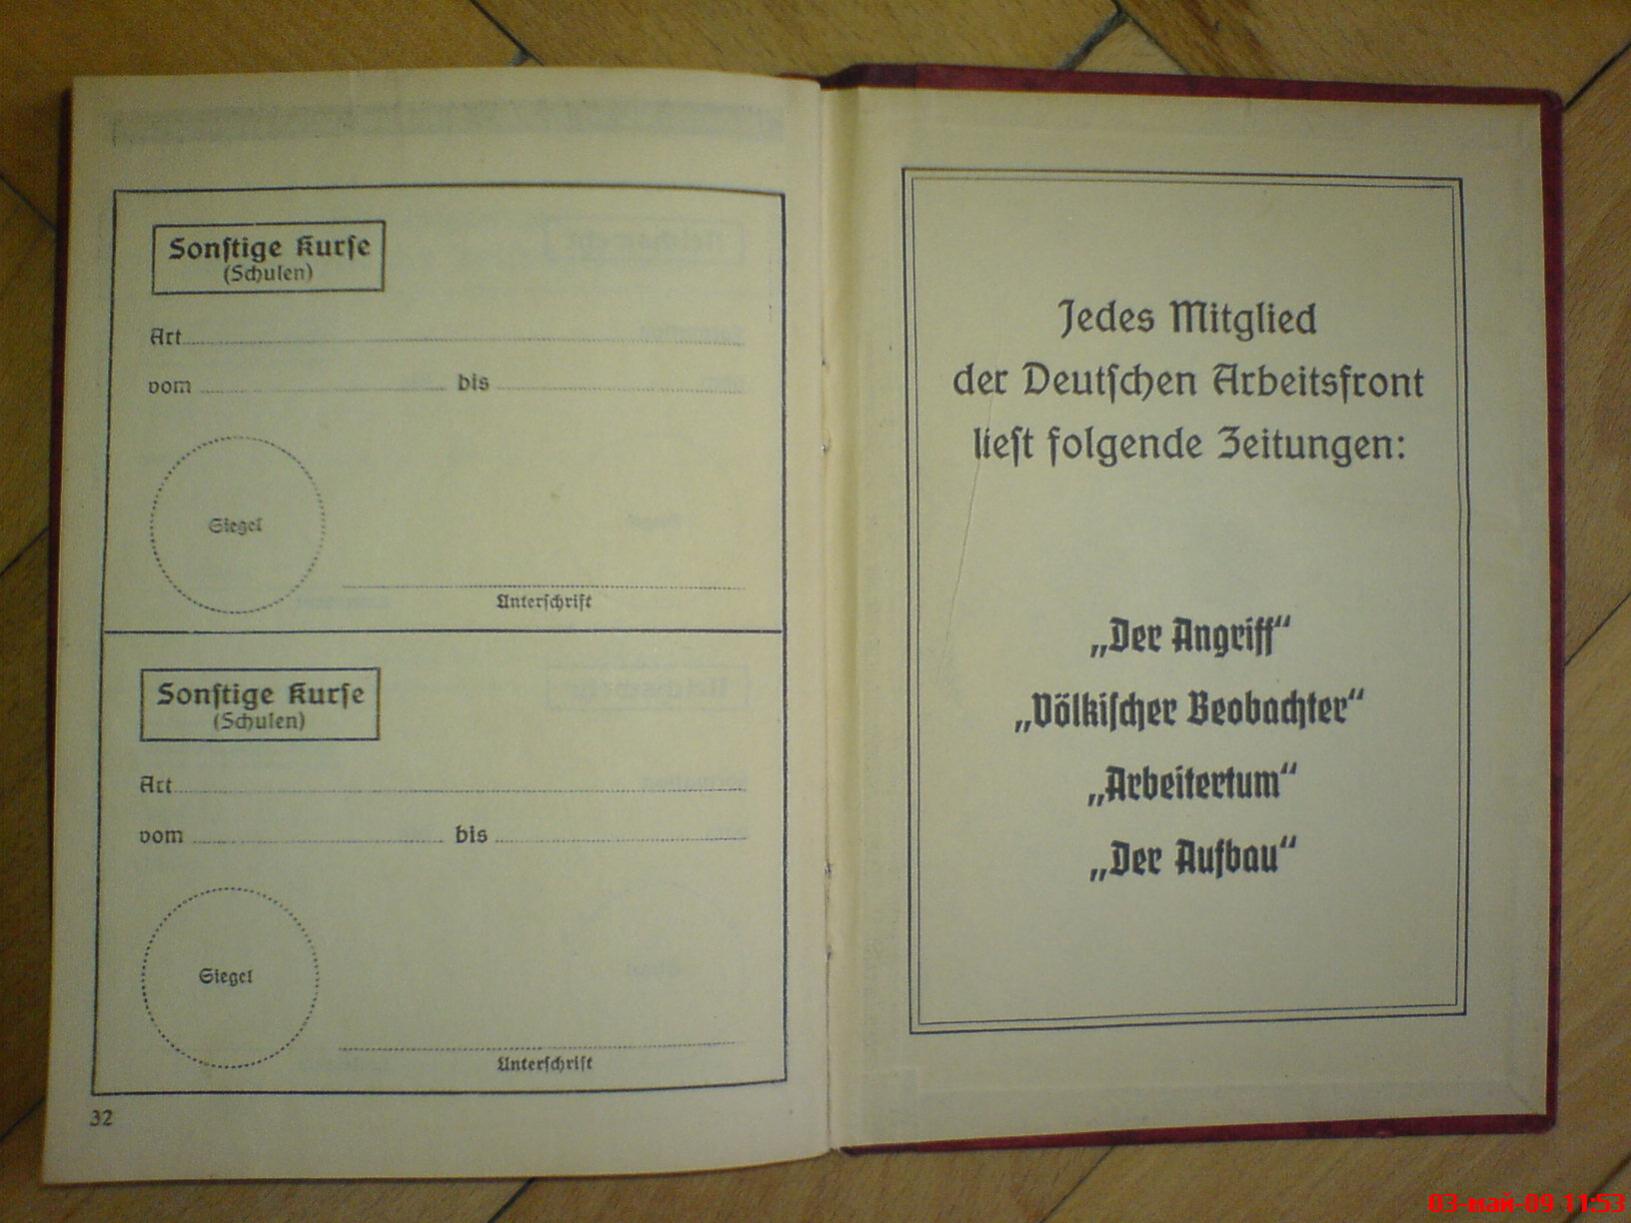 Sonſtige Kurſe
(Schulen)
Art
vom bis
Siegel
Unterſchrift
Sonſtige Kurſe
(Schulen)
Art
vom bis
Siegel
Unterſchrift
32
Jedes Mitglied
der Deutſchen Arbeitsfront
lieſt folgende Zeitungen:
„Der Angriff“
„Völkiſcher Beobachter“
„Arbeitertum“
„Der Aufbau“
03-май-09 11:53